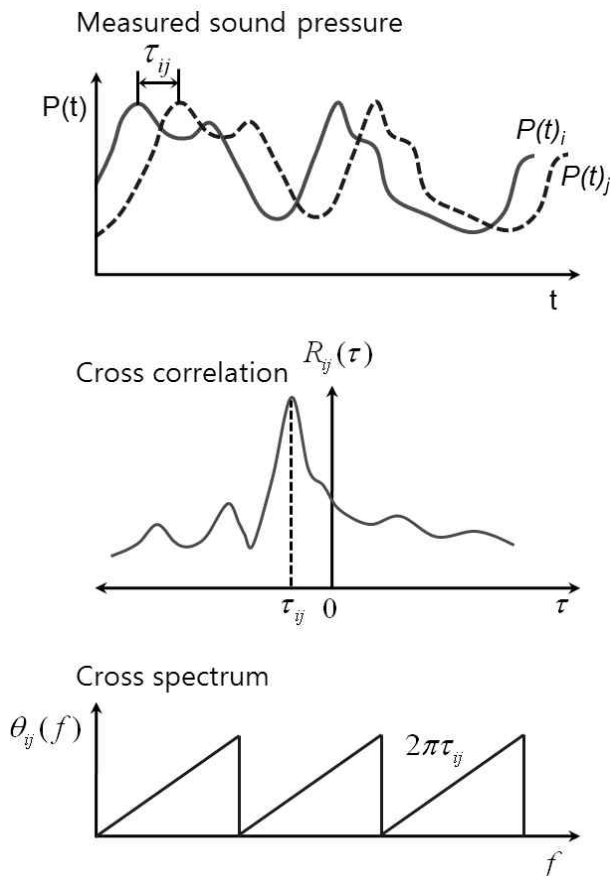 Measured sound pressure
τij
P(t)
P(t)i
P(t)j
t
Cross correlation
Rij(τ)
τij
0
τ
Cross spectrum
θij(f)
2πτij
f